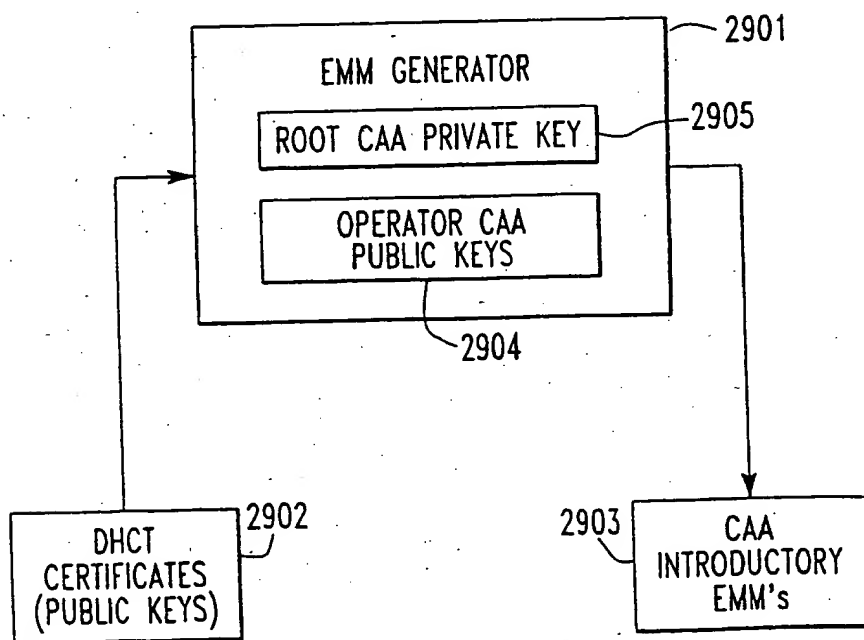 2901
EMM GENERATOR
ROOT CAA PRIVATE KEY
2905
OPERATOR CAA
PUBLIC KEYS
2904
DHCT
CERTIFICATES
(PUBLIC KEYS)
2902
2903
CAA
INTRODUCTORY
EMM's